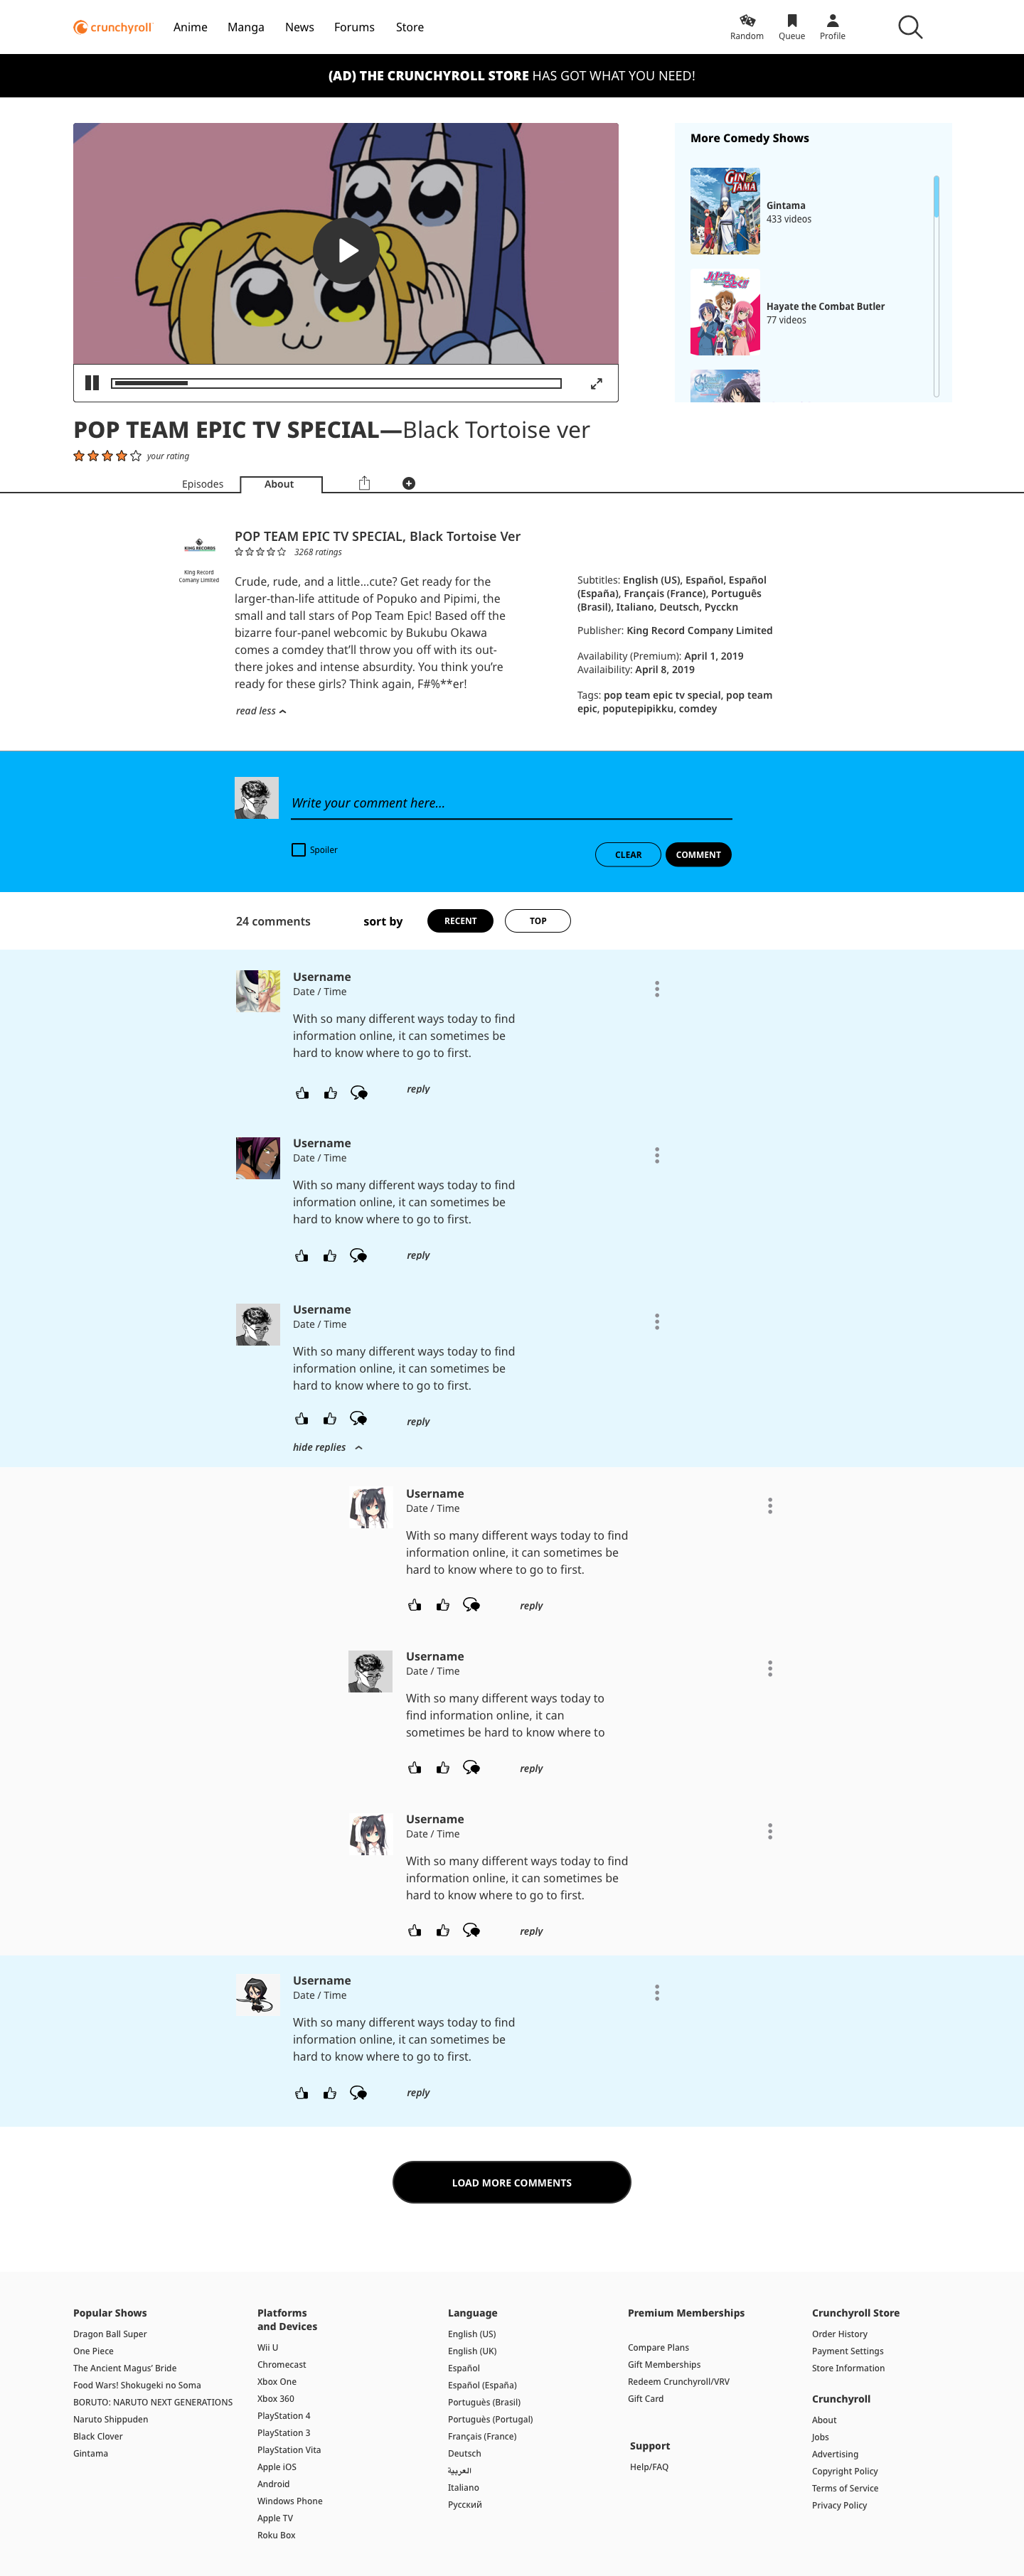 crunchyroll
Anime Manga News Forums Store
Random Queue Profile
(AD) THE CRUNCHYROLL STORE HAS GOT WHAT YOU NEED!
More Comedy Shows
GINTAMA
Gintama
433 videos
Hayate the Combat Butler
77 videos
POP TEAM EPIC TV SPECIAL—Black Tortoise ver
your rating
Episodes About
POP TEAM EPIC TV SPECIAL, Black Tortoise Ver
3268 ratings
KING RECORDS
King Record
Comany Limited
Crude, rude, and a little...cute? Get ready for the
larger-than-life attitude of Popuko and Pipimi, the
small and tall stars of Pop Team Epic! Based off the
bizarre four-panel webcomic by Bukubu Okawa
comes a comdey that’ll throw you off with its out-
there jokes and intense absurdity. You think you’re
ready for these girls? Think again, F#%**er!
read less
Subtitles: English (US), Español, Español
(España), Français (France), Português
(Brasil), Italiano, Deutsch, Pycckn
Publisher: King Record Company Limited
Availability (Premium): April 1, 2019
Availaibility: April 8, 2019
Tags: pop team epic tv special, pop team
epic, poputepipikku, comdey
Write your comment here...
Spoiler
CLEAR COMMENT
24 comments sort by RECENT TOP
Username
Date / Time
With so many different ways today to find
information online, it can sometimes be
hard to know where to go to first.
reply
Username
Date / Time
With so many different ways today to find
information online, it can sometimes be
hard to know where to go to first.
reply
Username
Date / Time
With so many different ways today to find
information online, it can sometimes be
hard to know where to go to first.
reply
hide replies
Username
Date / Time
With so many different ways today to find
information online, it can sometimes be
hard to know where to go to first.
reply
Username
Date / Time
With so many different ways today to
find information online, it can
sometimes be hard to know where to
reply
Username
Date / Time
With so many different ways today to find
information online, it can sometimes be
hard to know where to go to first.
reply
Username
Date / Time
With so many different ways today to find
information online, it can sometimes be
hard to know where to go to first.
reply
LOAD MORE COMMENTS
Popular Shows
Dragon Ball Super
One Piece
The Ancient Magus’ Bride
Food Wars! Shokugeki no Soma
BORUTO: NARUTO NEXT GENERATIONS
Naruto Shippuden
Black Clover
Gintama
Platforms
and Devices
Wii U
Chromecast
Xbox One
Xbox 360
PlayStation 4
PlayStation 3
PlayStation Vita
Apple iOS
Android
Windows Phone
Apple TV
Roku Box
Language
English (US)
English (UK)
Español
Español (España)
Portuguès (Brasil)
Portuguès (Portugal)
Français (France)
Deutsch
العربية
Italiano
Русский
Premium Memberships
Compare Plans
Gift Memberships
Redeem Crunchyroll/VRV
Gift Card
Support
Help/FAQ
Crunchyroll Store
Order History
Payment Settings
Store Information
Crunchyroll
About
Jobs
Advertising
Copyright Policy
Terms of Service
Privacy Policy